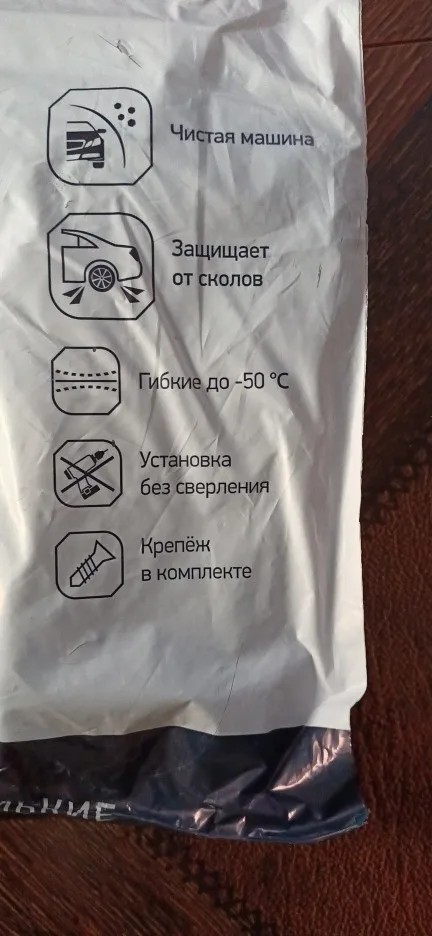 Чистая машина
Защищает
от сколов
Гибкие до -50 °C
Установка
без сверления
Крепёж
в комплекте